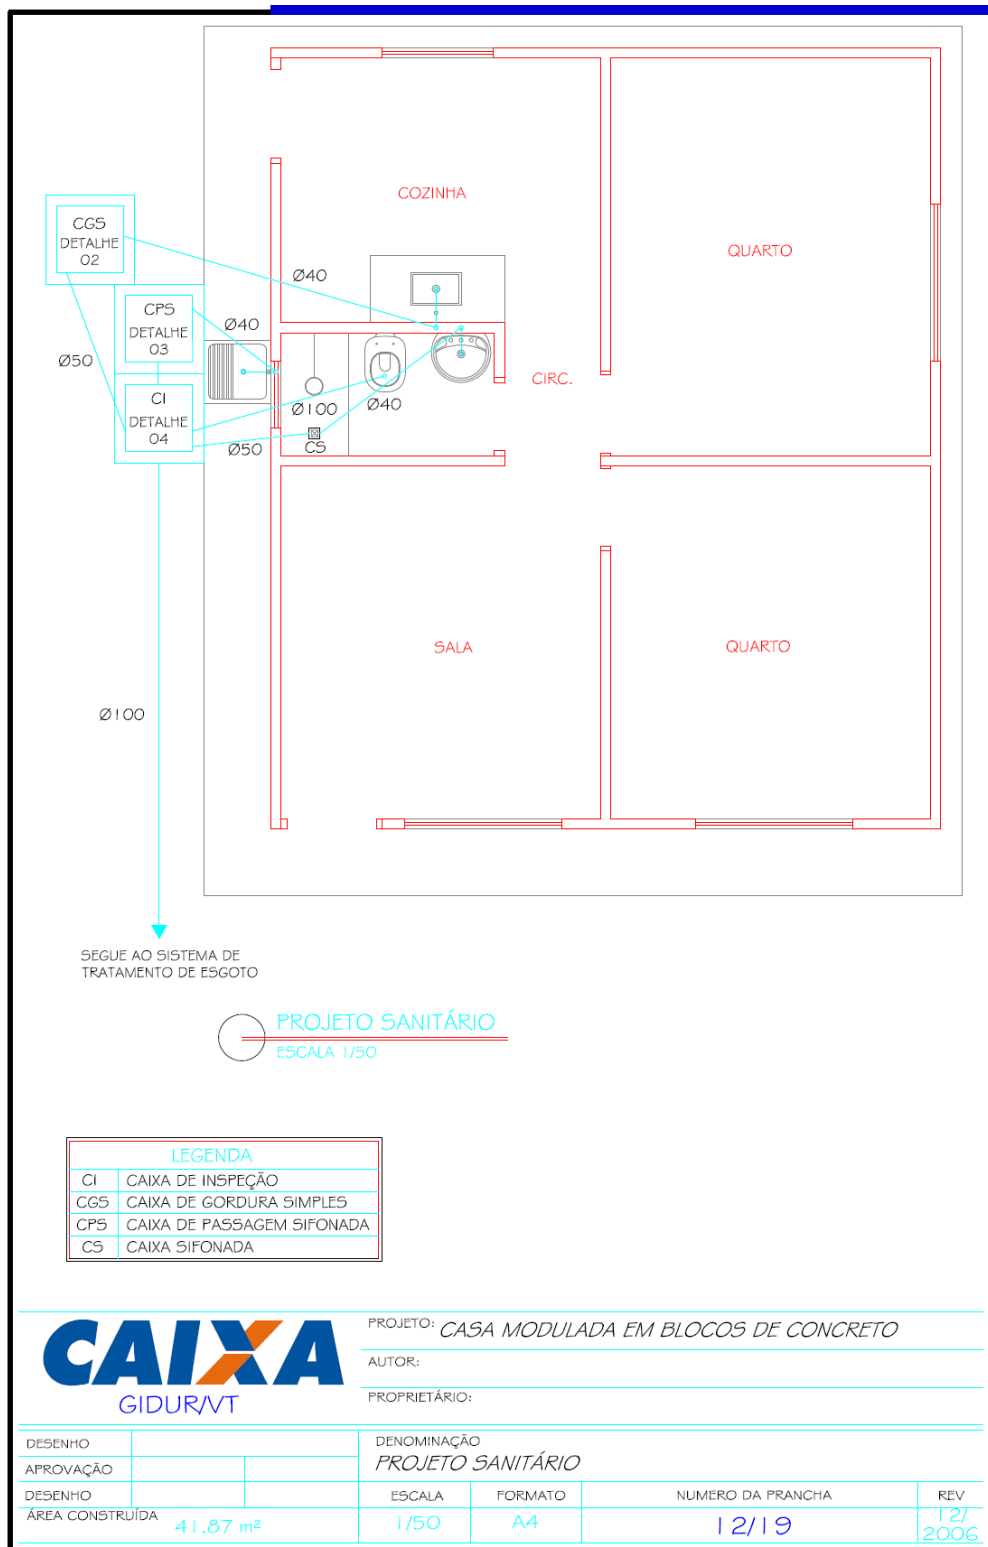 COZINHA
QUARTO
CGS
DETALHE
02
Ø40
CPS
DETALHE
03
Ø40
Ø50
CIRC.
CI
DETALHE
04
Ø100
Ø40
Ø50
CS
SALA
QUARTO
Ø100
SEGUE AO SISTEMA DE
TRATAMENTO DE ESGOTO
PROJETO SANITÁRIO
ESCALA 1/50
LEGENDA
CI CAIXA DE INSPEÇÃO
CGS CAIXA DE GORDURA SIMPLES
CPS CAIXA DE PASSAGEM SIFONADA
CS CAIXA SIFONADA
CAIXA
GIDUR/VT
PROJETO: CASA MODULADA EM BLOCOS DE CONCRETO
AUTOR:
PROPRIETÁRIO:
DESENHO
APROVAÇÃO
DESENHO
ÁREA CONSTRUÍDA 41,87 m²
DENOMINAÇÃO
PROJETO SANITÁRIO
ESCALA FORMATO NUMERO DA PRANCHA REV
1/50 A4 12/19 12/
2006